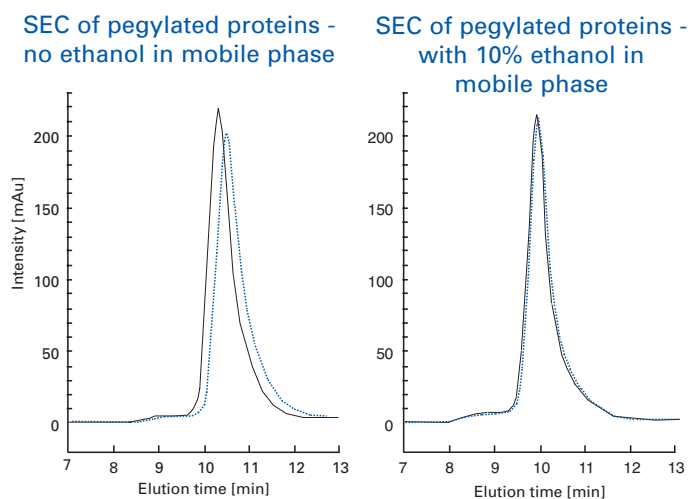 SEC of pegylated proteins -
no ethanol in mobile phase
SEC of pegylated proteins -
with 10% ethanol in
mobile phase
Intensity [mAu]
200
150
100
50
0
7 8 9 10 11 12 13
Elution time [min]
200
150
100
50
0
7 8 9 10 11 12 13
Elution time [min]